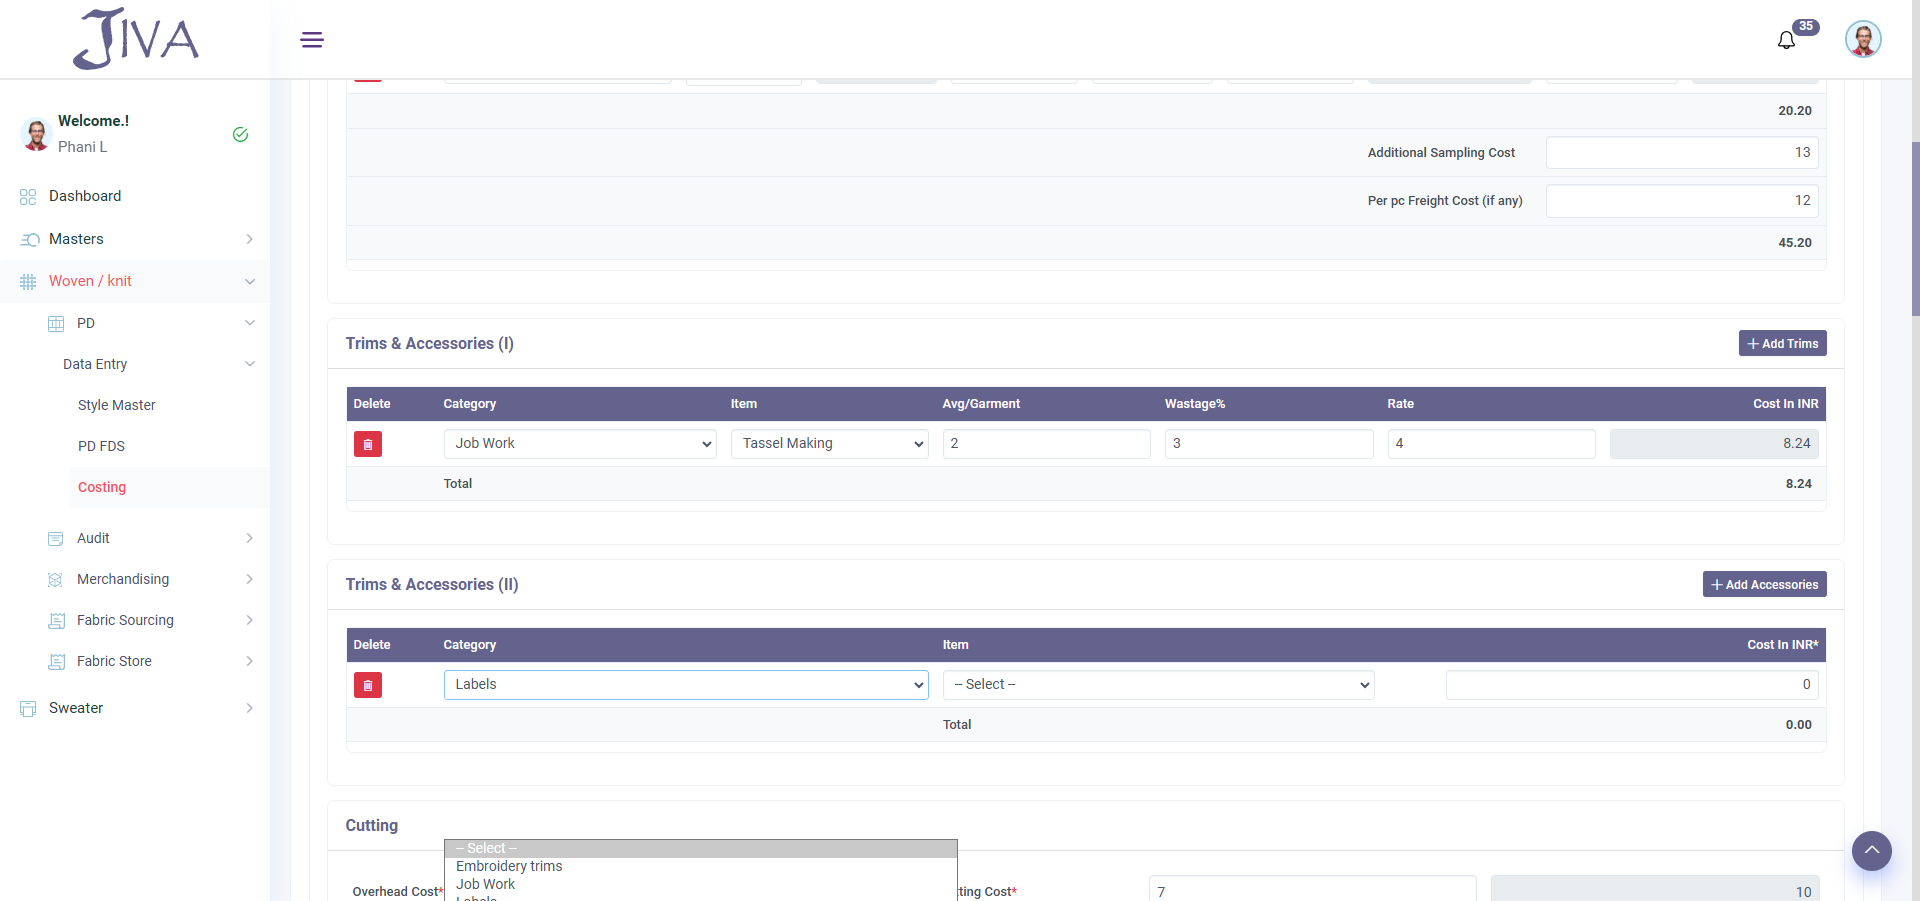 JIVA
35
Welcome.!
Phani L
Dashboard
Masters
Woven / knit
PD
Data Entry
Style Master
PD FDS
Costing
Audit
Merchandising
Fabric Sourcing
Fabric Store
Sweater
20.20
Additional Sampling Cost 13
Per pc Freight Cost (if any) 12
45.20
Trims & Accessories (I) Add Trims
Delete Category Item Avg/Garment Wastage% Rate Cost In INR
Job Work Tassel Making 2 3 4 8.24
Total 8.24
Trims & Accessories (II) Add Accessories
Delete Category Item Cost In INR*
Labels -- Select -- 0
Total 0.00
Cutting
-- Select --
Embroidery trims
Job Work
Labels
Overhead Cost* ting Cost* 7 10